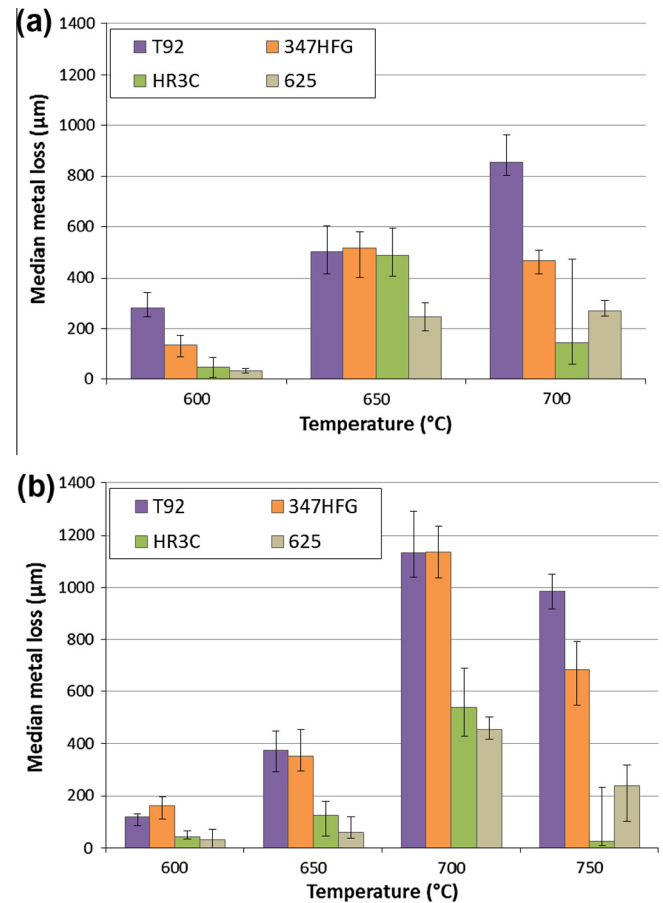 (a)
1400
1200
1000
800
600
400
200
0
Median metal loss (µm)
T92 347HFG
HR3C 625
600 650 700
Temperature (°C)
(b)
1400
1200
1000
800
600
400
200
0
Median metal loss (µm)
T92 347HFG
HR3C 625
600 650 700 750
Temperature (°C)